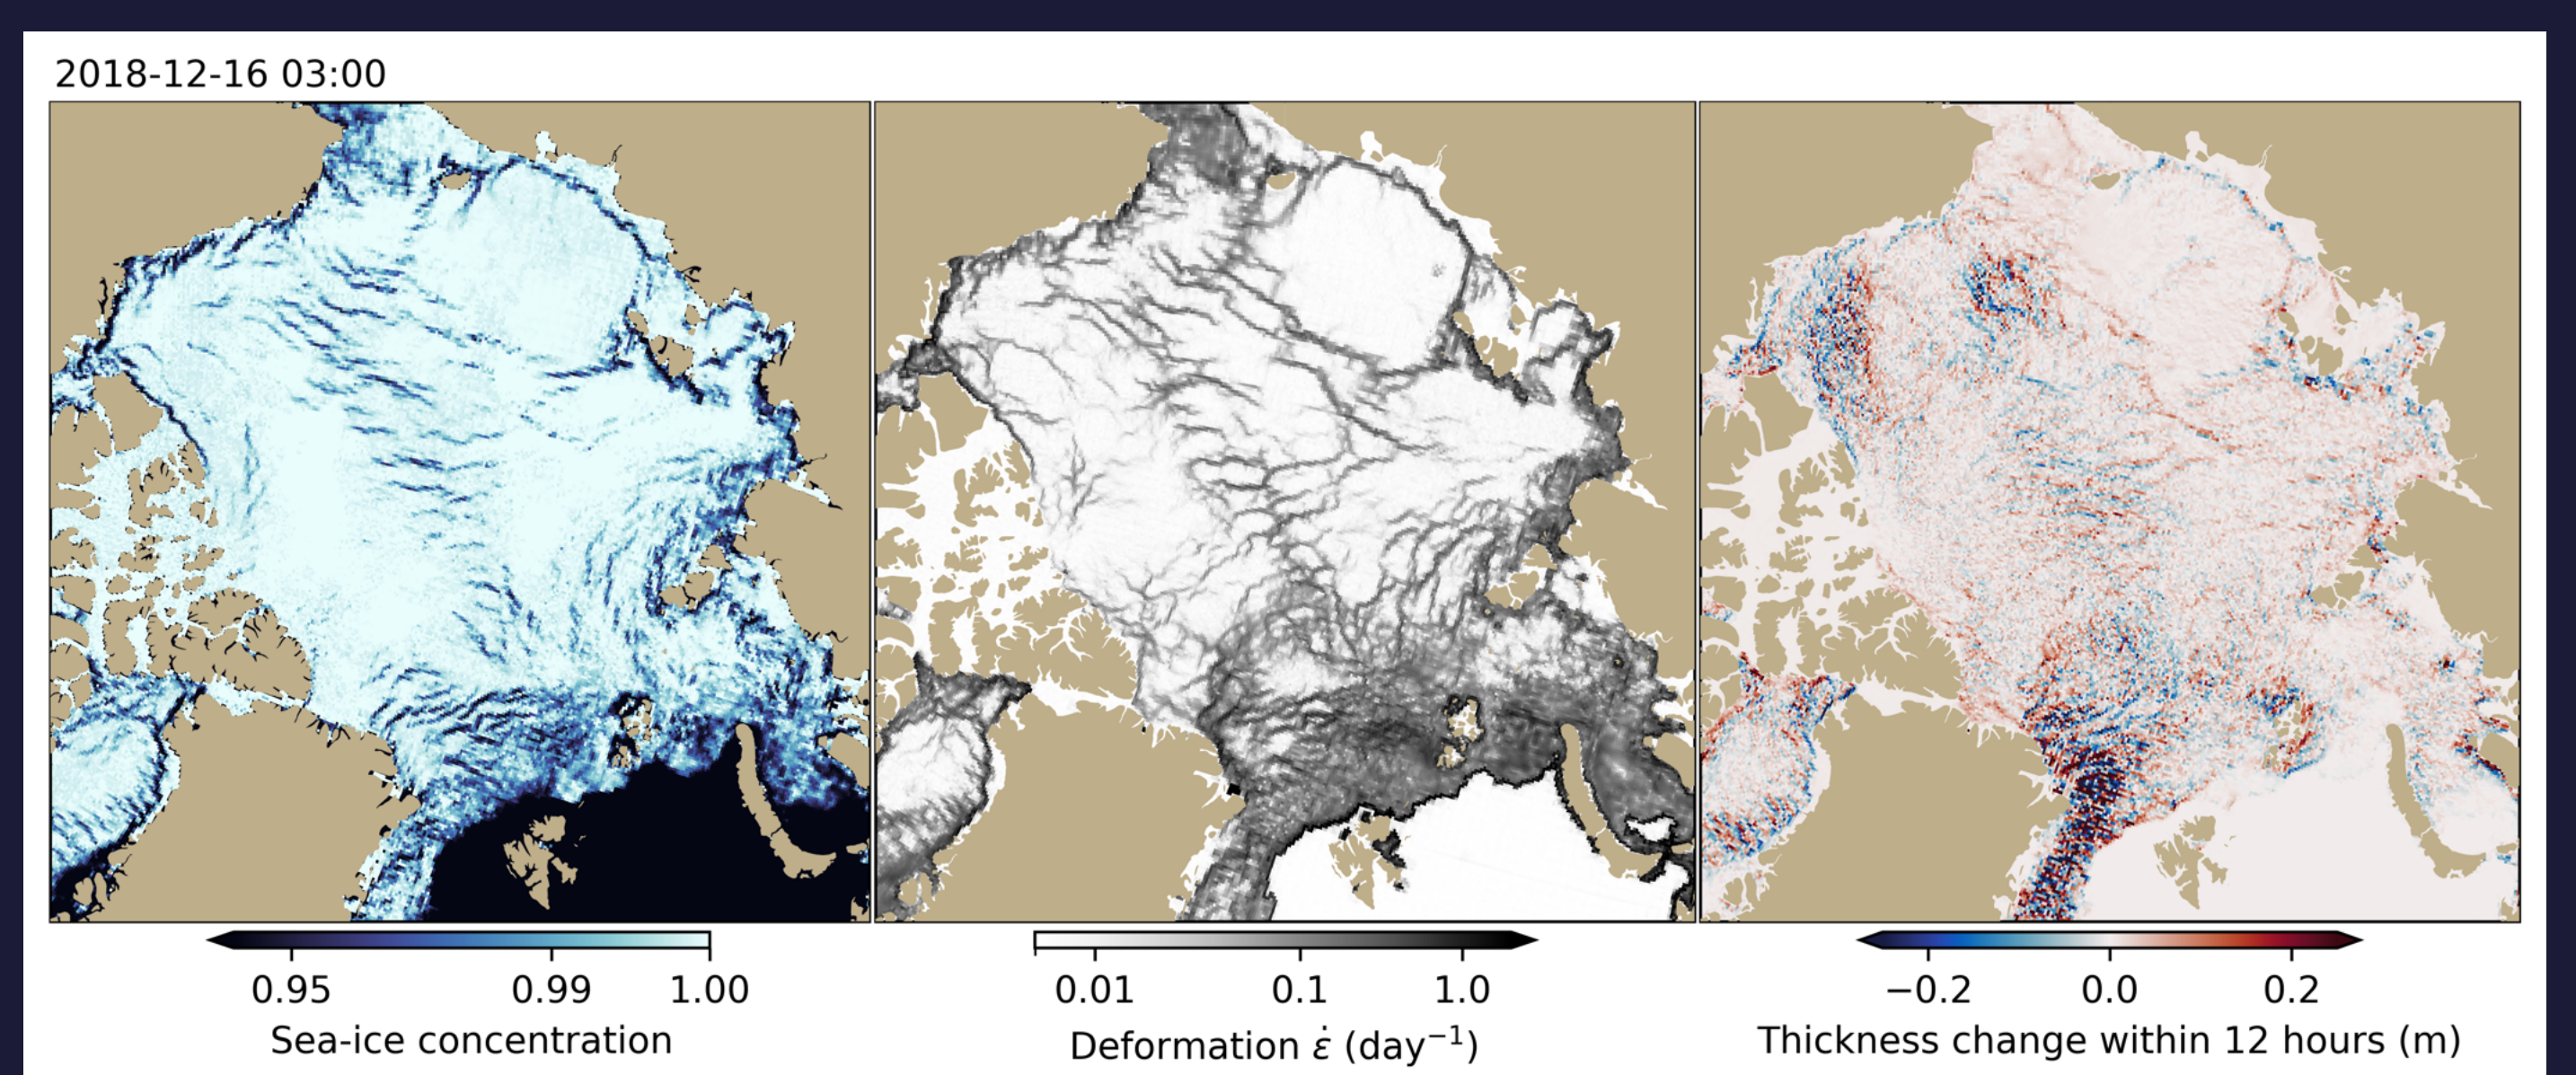 2018-12-16 03:00
0.95 0.99 1.00
Sea-ice concentration
0.01 0.1 1.0
Deformation ε̇ (day⁻¹)
−0.2 0.0 0.2
Thickness change within 12 hours (m)